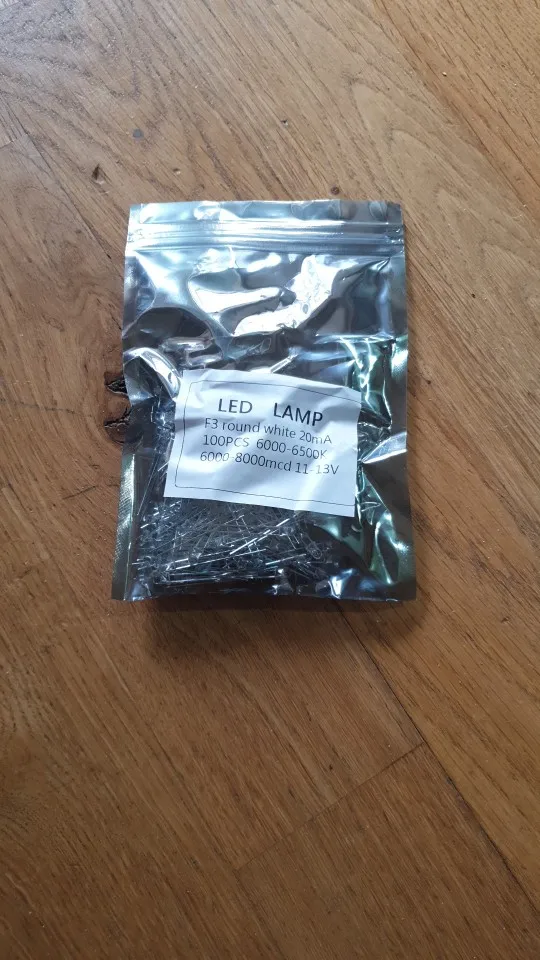 LED LAMP
F3 round white 20mA
100PCS 6000-6500K
6000-8000mcd 11-13V